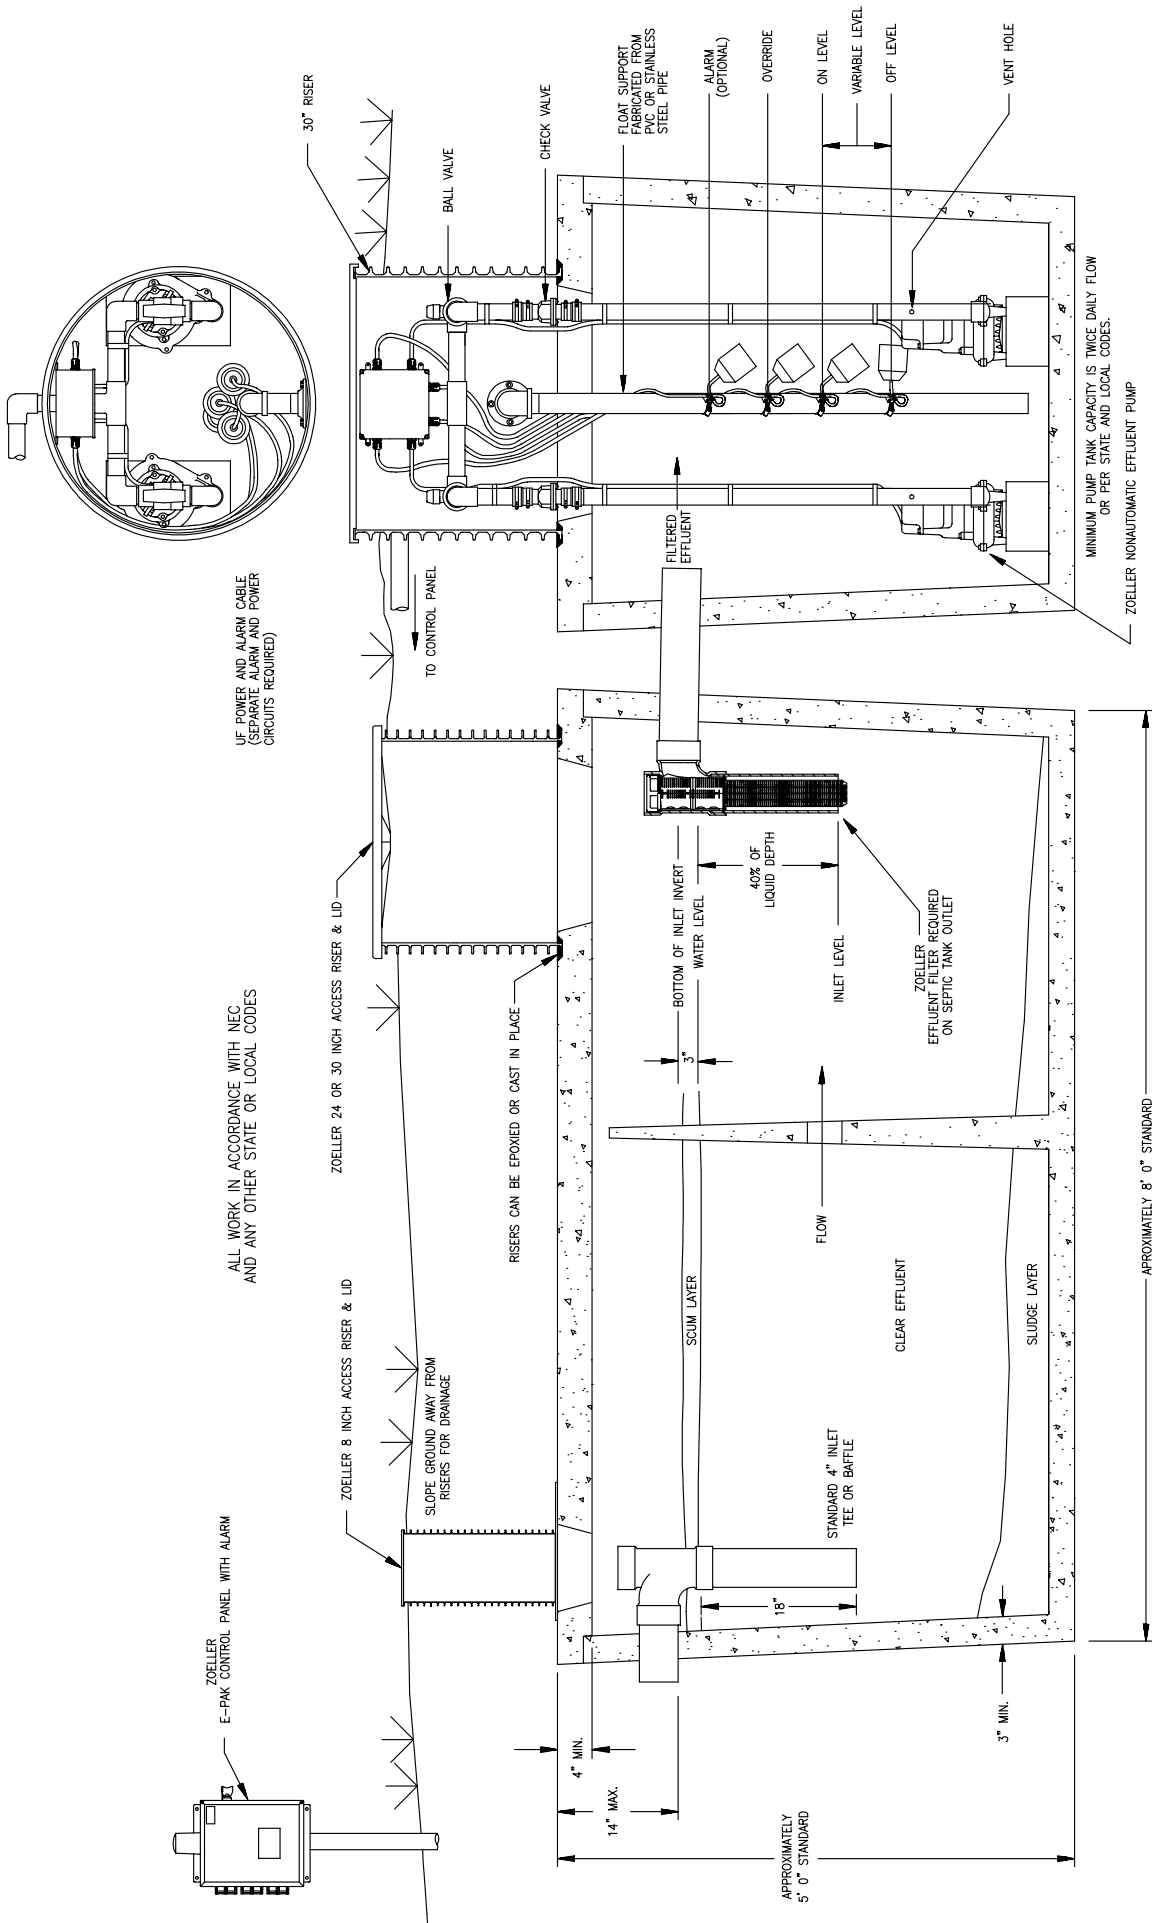 ZOELLER
E-PAK CONTROL PANEL WITH ALARM
ALL WORK IN ACCORDANCE WITH NEC
AND ANY OTHER STATE OR LOCAL CODES
UF POWER AND ALARM CABLE
(SEPARATE ALARM AND POWER
CIRCUITS REQUIRED)
ZOELLER 8 INCH ACCESS RISER & LID
ZOELLER 24 OR 30 INCH ACCESS RISER & LID
30" RISER
SLOPE GROUND AWAY FROM
RISERS FOR DRAINAGE
TO CONTROL PANEL
BALL VALVE
RISERS CAN BE EPOXIED OR CAST IN PLACE
CHECK VALVE
4" MIN.
14" MAX.
FLOAT SUPPORT
FABRICATED FROM
PVC OR STAINLESS
STEEL PIPE
FILTERED
EFFLUENT
SCUM LAYER
3"
BOTTOM OF INLET INVERT
WATER LEVEL
ALARM
(OPTIONAL)
OVERRIDE
18"
40% OF
LIQUID DEPTH
STANDARD 4" INLET
TEE OR BAFFLE
FLOW
INLET LEVEL
ON LEVEL
VARIABLE LEVEL
OFF LEVEL
APPROXIMATELY
5' 0" STANDARD
CLEAR EFFLUENT
ZOELLER
EFFLUENT FILTER REQUIRED
ON SEPTIC TANK OUTLET
VENT HOLE
3" MIN.
SLUDGE LAYER
MINIMUM PUMP TANK CAPACITY IS TWICE DAILY FLOW
OR PER STATE AND LOCAL CODES.
ZOELLER NONAUTOMATIC EFFLUENT PUMP
APROXIMATELY 8' 0" STANDARD